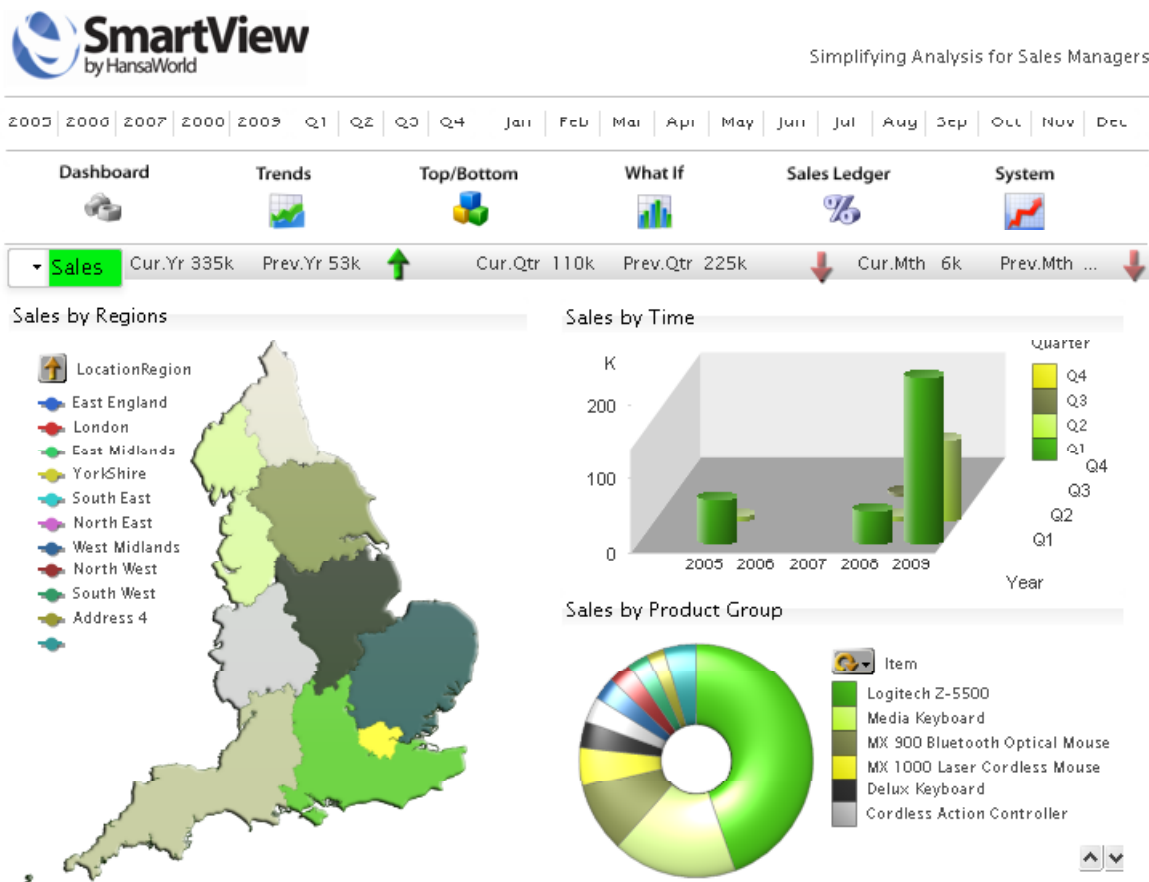 SmartView
by HansaWorld
Simplifying Analysis for Sales Managers
2005 2006 2007 2008 2009 Q1 Q2 Q3 Q4 Jan Feb Mar Apr May Jun Jul Aug Sep Oct Nov Dec
Dashboard Trends Top/Bottom What If Sales Ledger System
Sales Cur.Yr 335k Prev.Yr 53k Cur.Qtr 110k Prev.Qtr 225k Cur.Mth 6k Prev.Mth ...
Sales by Regions
LocationRegion
East England
London
East Midlands
YorkShire
South East
North East
West Midlands
North West
South West
Address 4
Sales by Time
K
200
100
0
2005 2006 2007 2008 2009
Year
Quarter
Q4
Q3
Q2
Q1
Q4
Q3
Q2
Q1
Sales by Product Group
Item
Logitech Z-5500
Media Keyboard
MX 900 Bluetooth Optical Mouse
MX 1000 Laser Cordless Mouse
Delux Keyboard
Cordless Action Controller